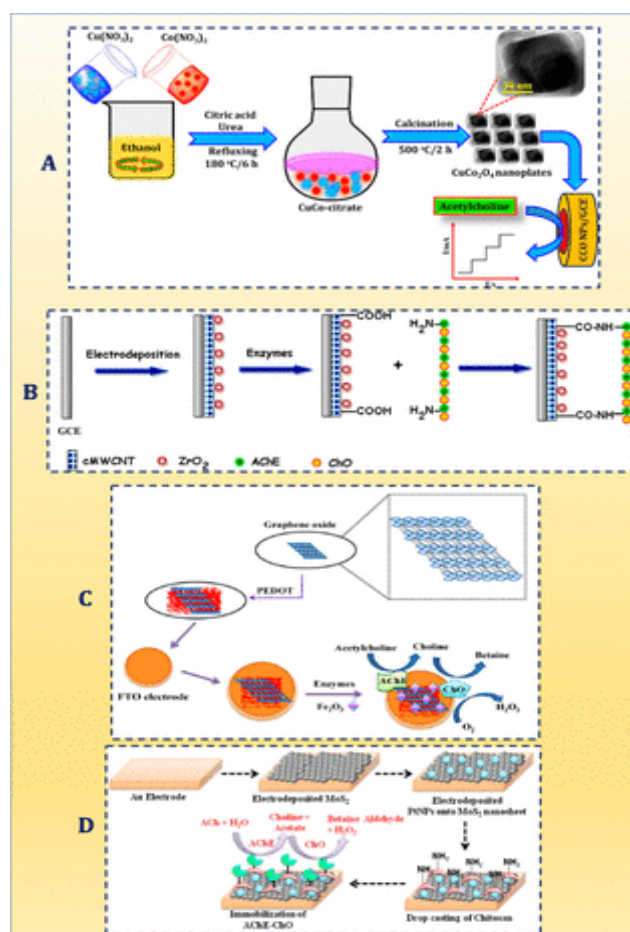 Co(NO3)2
Cu(NO3)2
Ethanol
Citric acid
Urea
Refluxing
180 °C/6 h
CuCo-citrate
Calcination
500 °C/2 h
25 nm
CuCo2O4 nanoplates
Acetylcholine
CCO NPs/GCE
A
GCE
Electrodeposition
Enzymes
COOH
COOH
H2N
+
H2N
CO-NH
CO-NH
B
cMWCNT
ZrO2
AChE
ChO
Graphene oxide
PEDOT
C
FTO electrode
Enzymes
Fe2O3
Acetylcholine
Choline
Betaine
AChE
ChO
H2O2
O2
An Electrode
Electrodeposited MoS2
Electrodeposited
PtNPs onto MoS2 nanosheet
D
ACh + H2O
AChE
Choline +
Acetate
ChO
Betaine Aldehyde
+ H2O2
Immobilization of
AChE-ChO
NH2
NH2
Drop casting of Chitosan